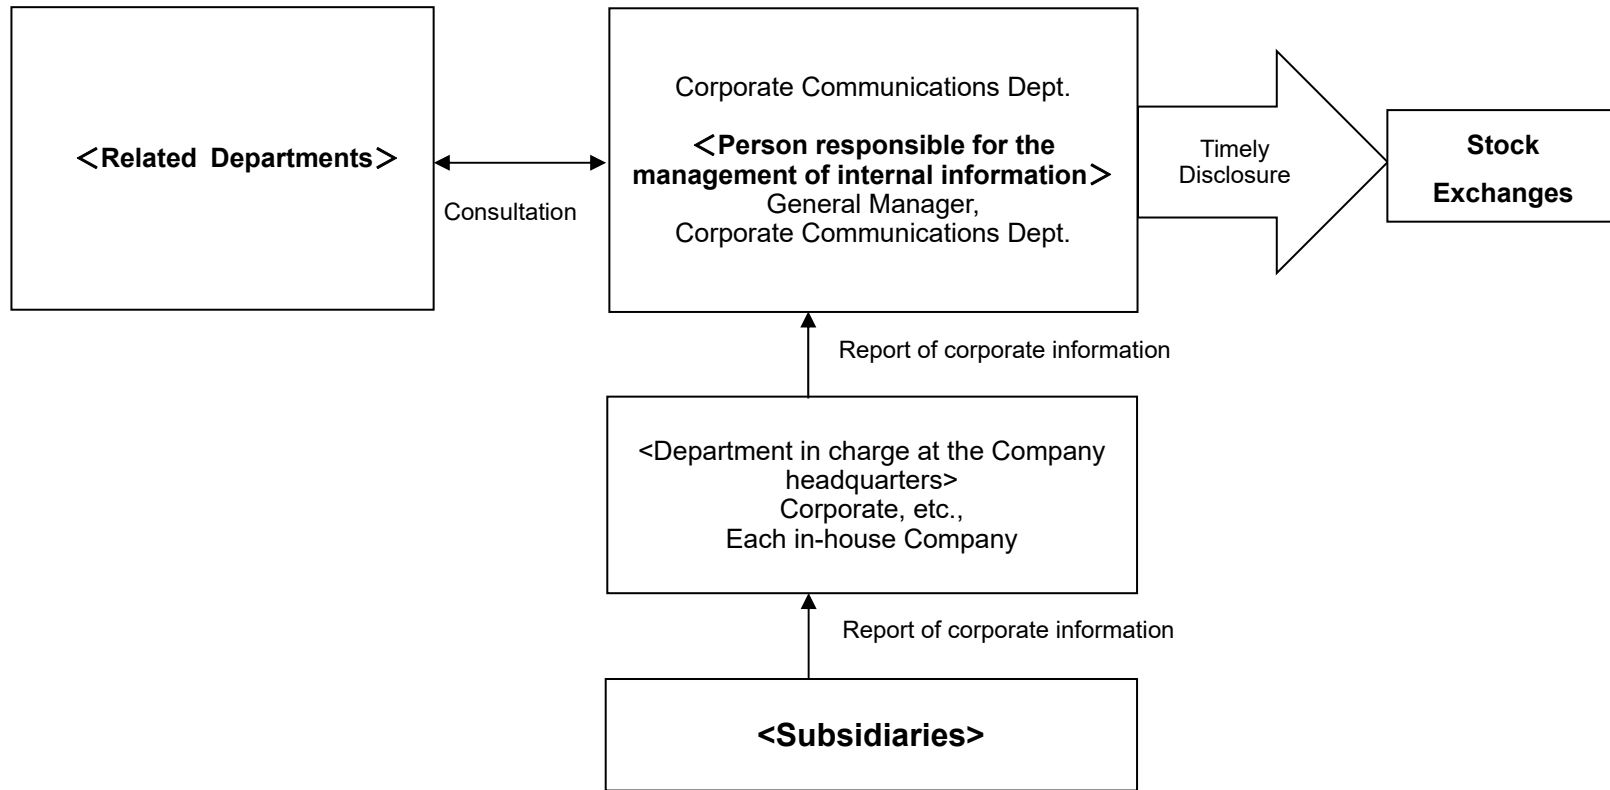 Corporate Communications Dept.
＜Person responsible for the
management of internal information＞
General Manager,
Corporate Communications Dept.
＜Related Departments＞
Consultation
Timely
Disclosure
Stock
Exchanges
Report of corporate information
<Department in charge at the Company
headquarters>
Corporate, etc.,
Each in-house Company
Report of corporate information
<Subsidiaries>